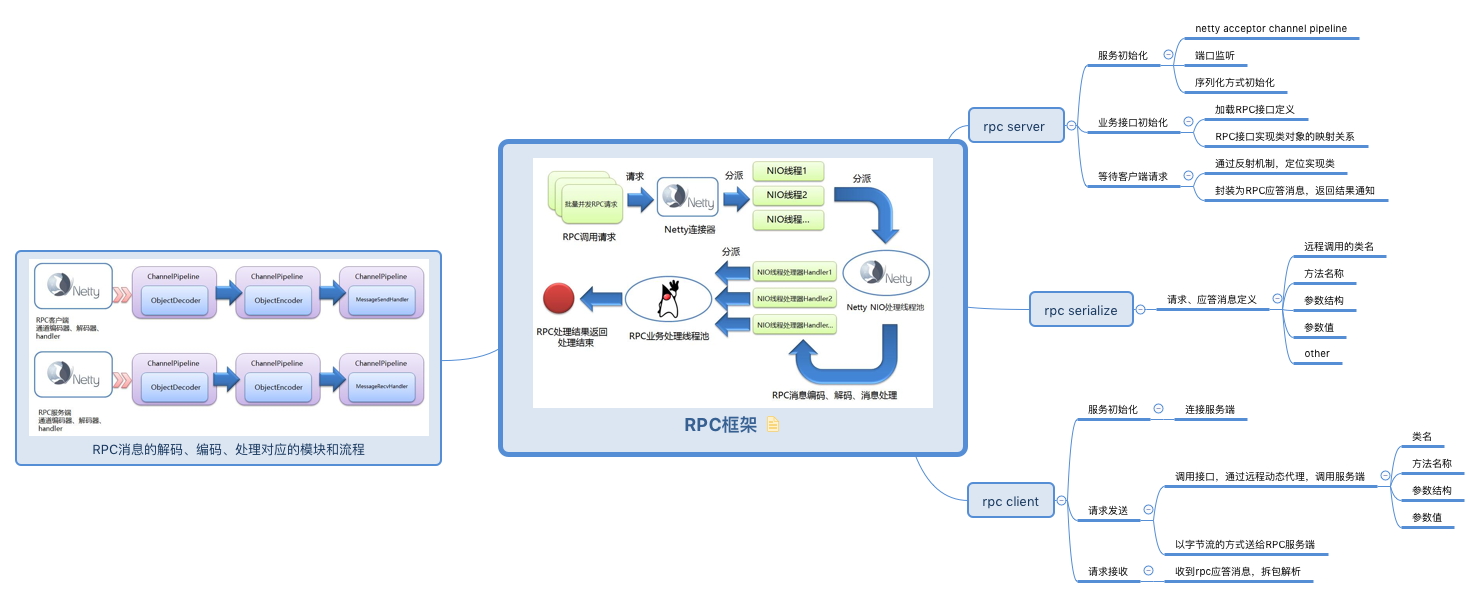 Netty
ChannelPipeline
ObjectDecoder
ChannelPipeline
ObjectEncoder
ChannelPipeline
MessageSendHandler
RPC客户端
通道编码器、解码器、
handler
Netty
ChannelPipeline
ObjectDecoder
ChannelPipeline
ObjectEncoder
ChannelPipeline
MessageRecvHandler
RPC服务端
通道编码器、解码器、
handler
RPC消息的解码、编码、处理对应的模块和流程
批量并发RPC请求
RPC调用请求
请求
Netty
Netty连接器
分派
NIO线程1
NIO线程2
NIO线程...
分派
Netty
Netty NIO处理线程池
RPC消息编码、解码、消息处理
NIO线程处理器Handler1
NIO线程处理器Handler2
NIO线程处理器Handler...
分派
RPC业务处理线程池
RPC处理结果返回
处理结束
RPC框架
rpc server
服务初始化
netty acceptor channel pipeline
端口监听
序列化方式初始化
业务接口初始化
加载RPC接口定义
RPC接口实现类对象的映射关系
等待客户端请求
通过反射机制，定位实现类
封装为RPC应答消息，返回结果通知
rpc serialize
请求、应答消息定义
远程调用的类名
方法名称
参数结构
参数值
other
rpc client
服务初始化
连接服务端
请求发送
调用接口，通过远程动态代理，调用服务端
类名
方法名称
参数结构
参数值
以字节流的方式送给RPC服务端
请求接收
收到rpc应答消息，拆包解析